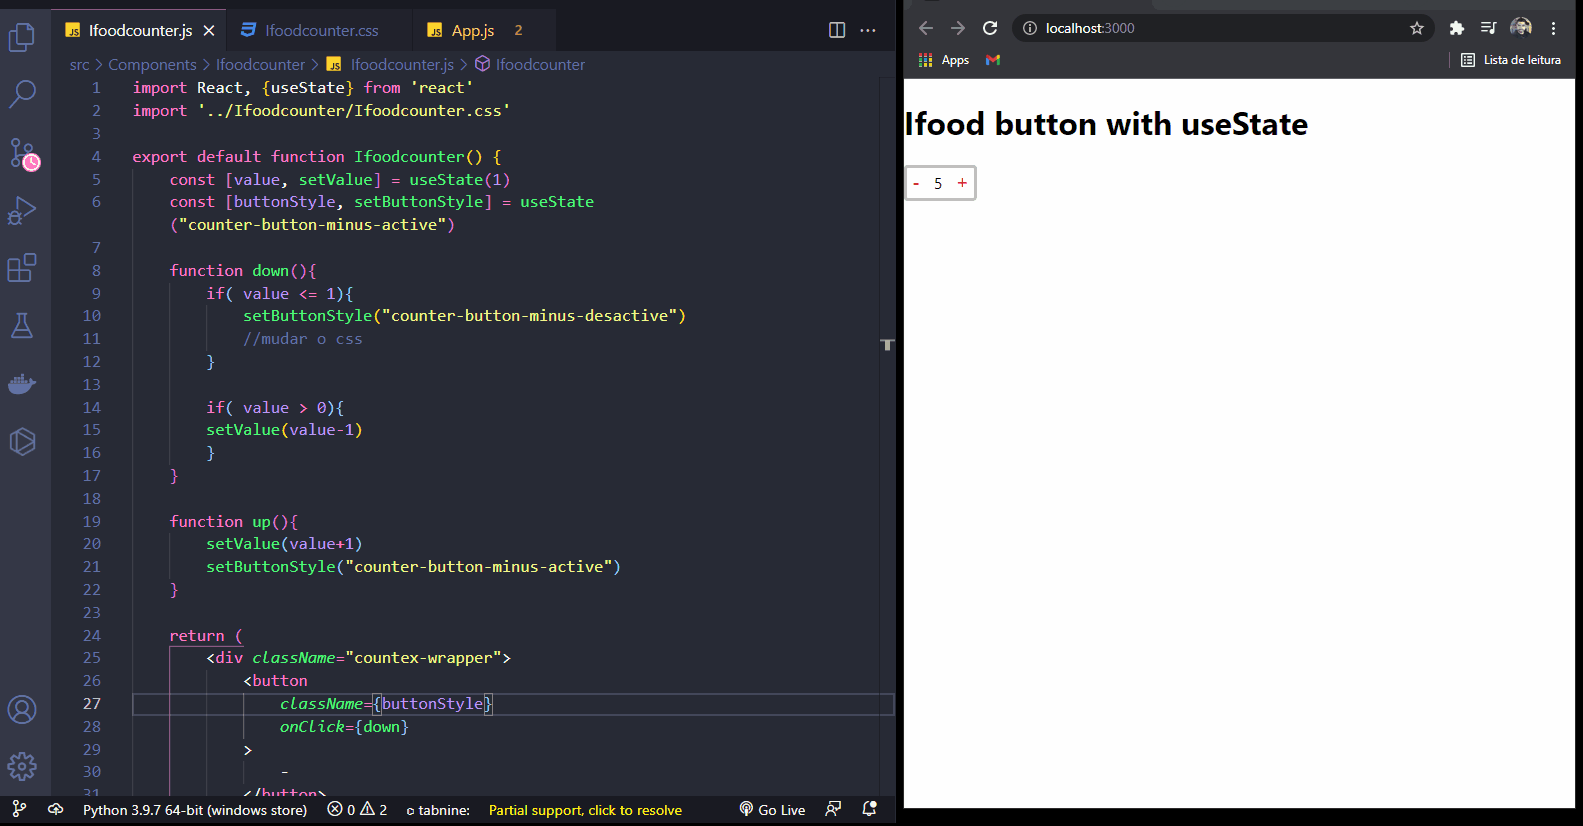 Ifoodcounter.js
Ifoodcounter.css
App.js 2
src > Components > Ifoodcounter > Ifoodcounter.js > Ifoodcounter
1 import React, {useState} from 'react'
2 import '../Ifoodcounter/Ifoodcounter.css'
3
4 export default function Ifoodcounter() {
5 const [value, setValue] = useState(1)
6 const [buttonStyle, setButtonStyle] = useState
("counter-button-minus-active")
7
8 function down(){
9 if( value <= 1){
10 setButtonStyle("counter-button-minus-desactive")
11 //mudar o css
12 }
13
14 if( value > 0){
15 setValue(value-1)
16 }
17 }
18
19 function up(){
20 setValue(value+1)
21 setButtonStyle("counter-button-minus-active")
22 }
23
24 return (
25 <div className="countex-wrapper">
26 <button
27 className={buttonStyle}
28 onClick={down}
29 >
30 -
31 </button>
Python 3.9.7 64-bit (windows store) 0 2 tabnine: Partial support, click to resolve Go Live
localhost:3000
Apps
Lista de leitura
Ifood button with useState
- 5 +